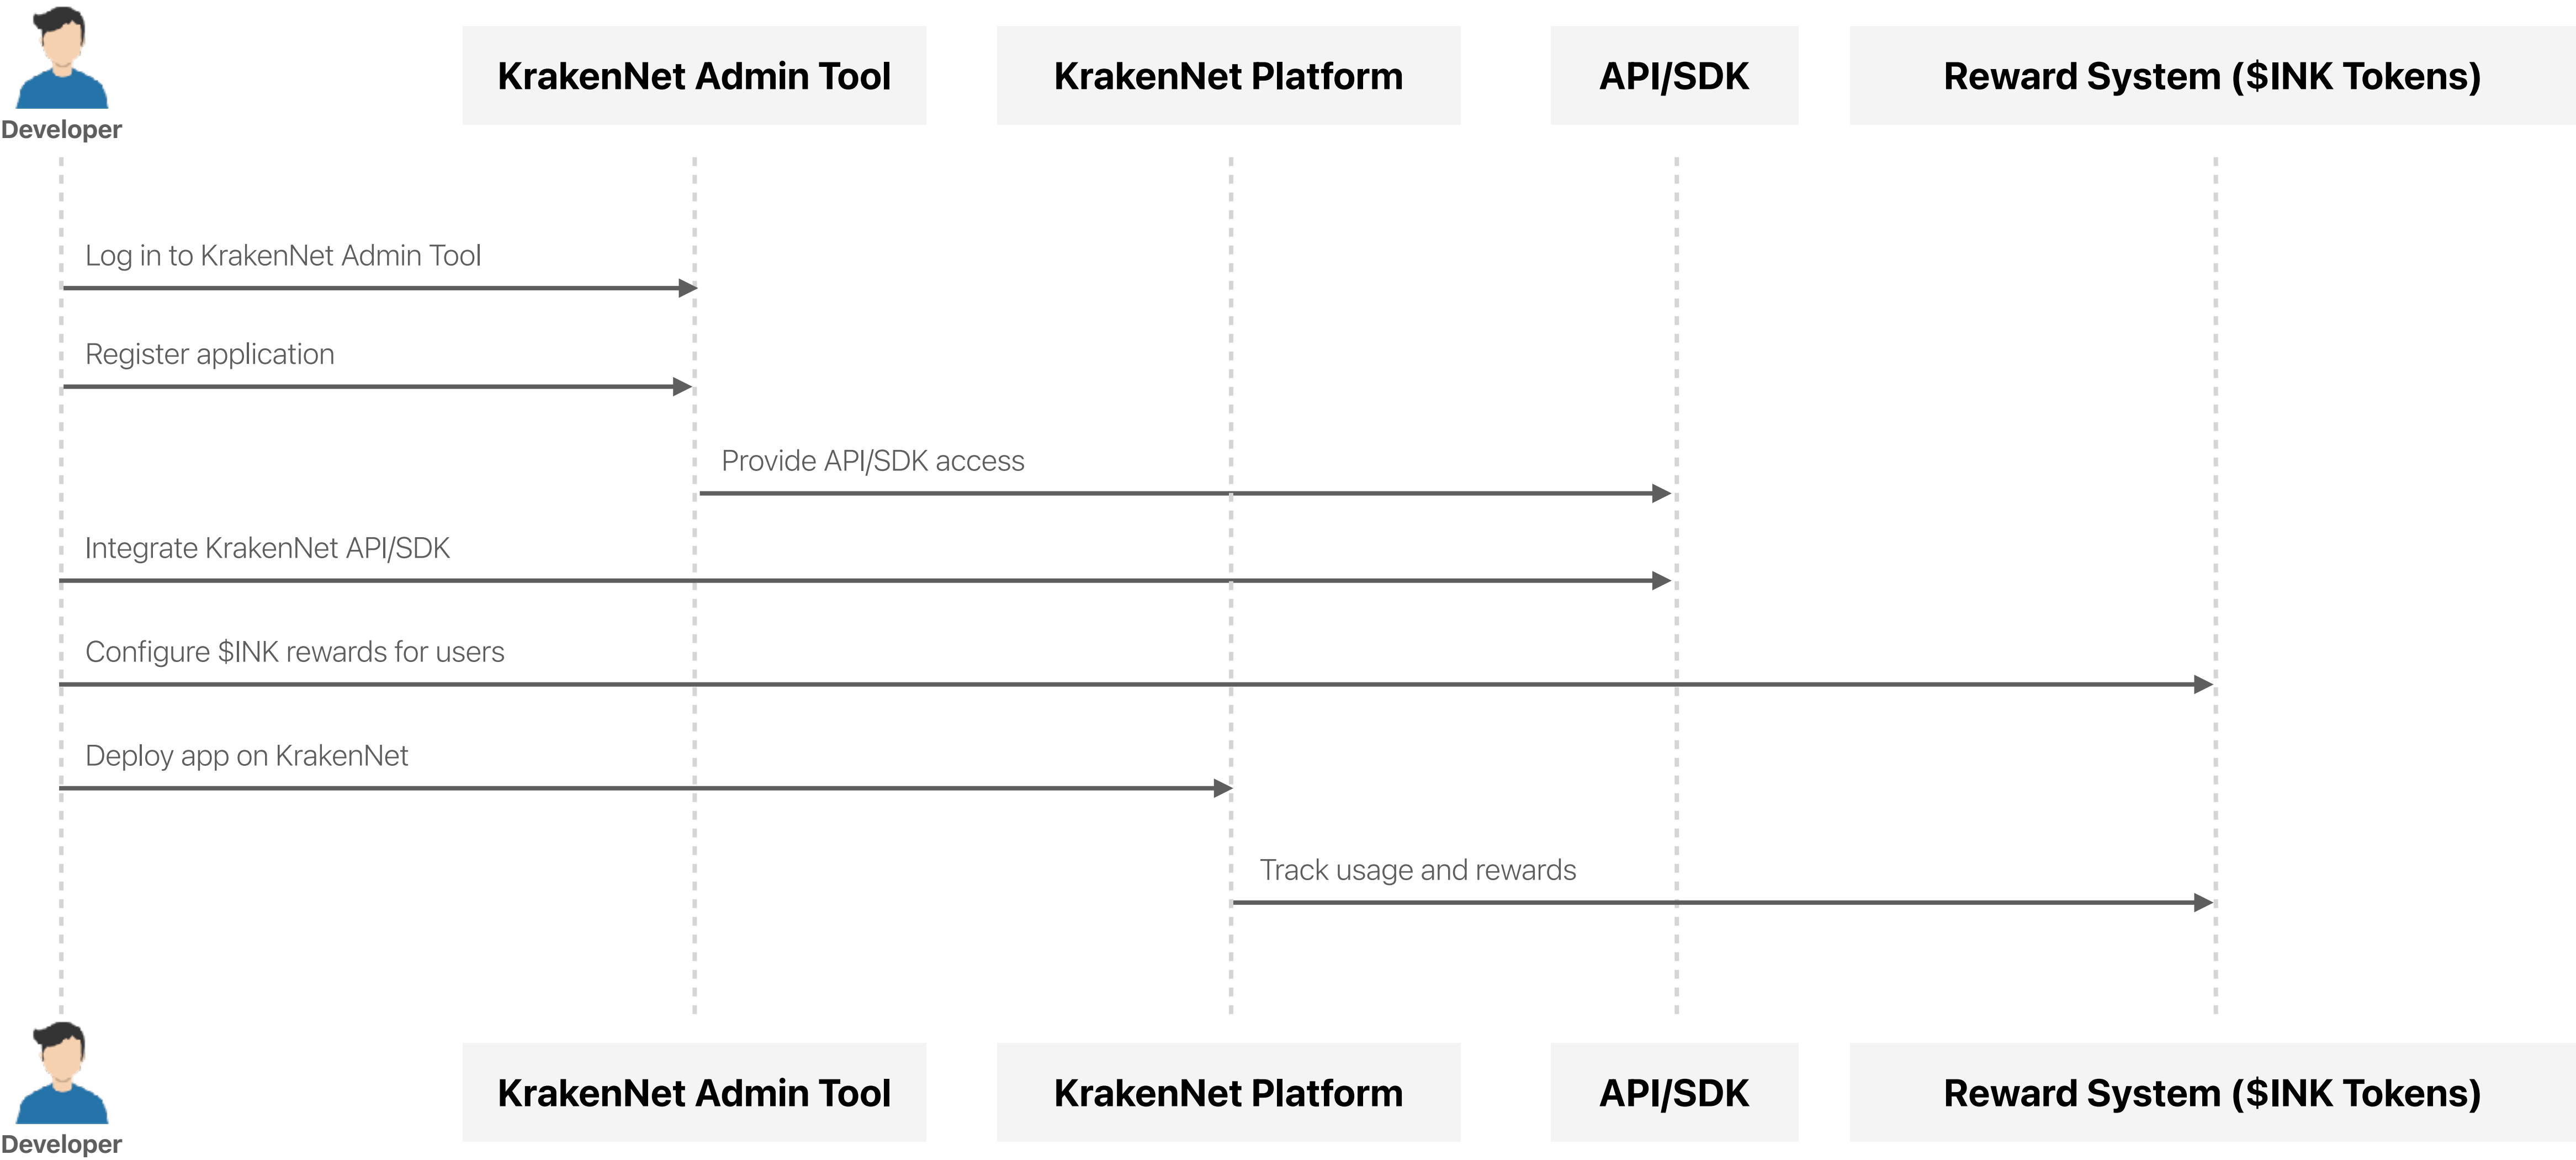 Developer
KrakenNet Admin Tool
KrakenNet Platform
API/SDK
Reward System ($INK Tokens)
Log in to KrakenNet Admin Tool
Register application
Provide API/SDK access
Integrate KrakenNet API/SDK
Configure $INK rewards for users
Deploy app on KrakenNet
Track usage and rewards
Developer
KrakenNet Admin Tool
KrakenNet Platform
API/SDK
Reward System ($INK Tokens)